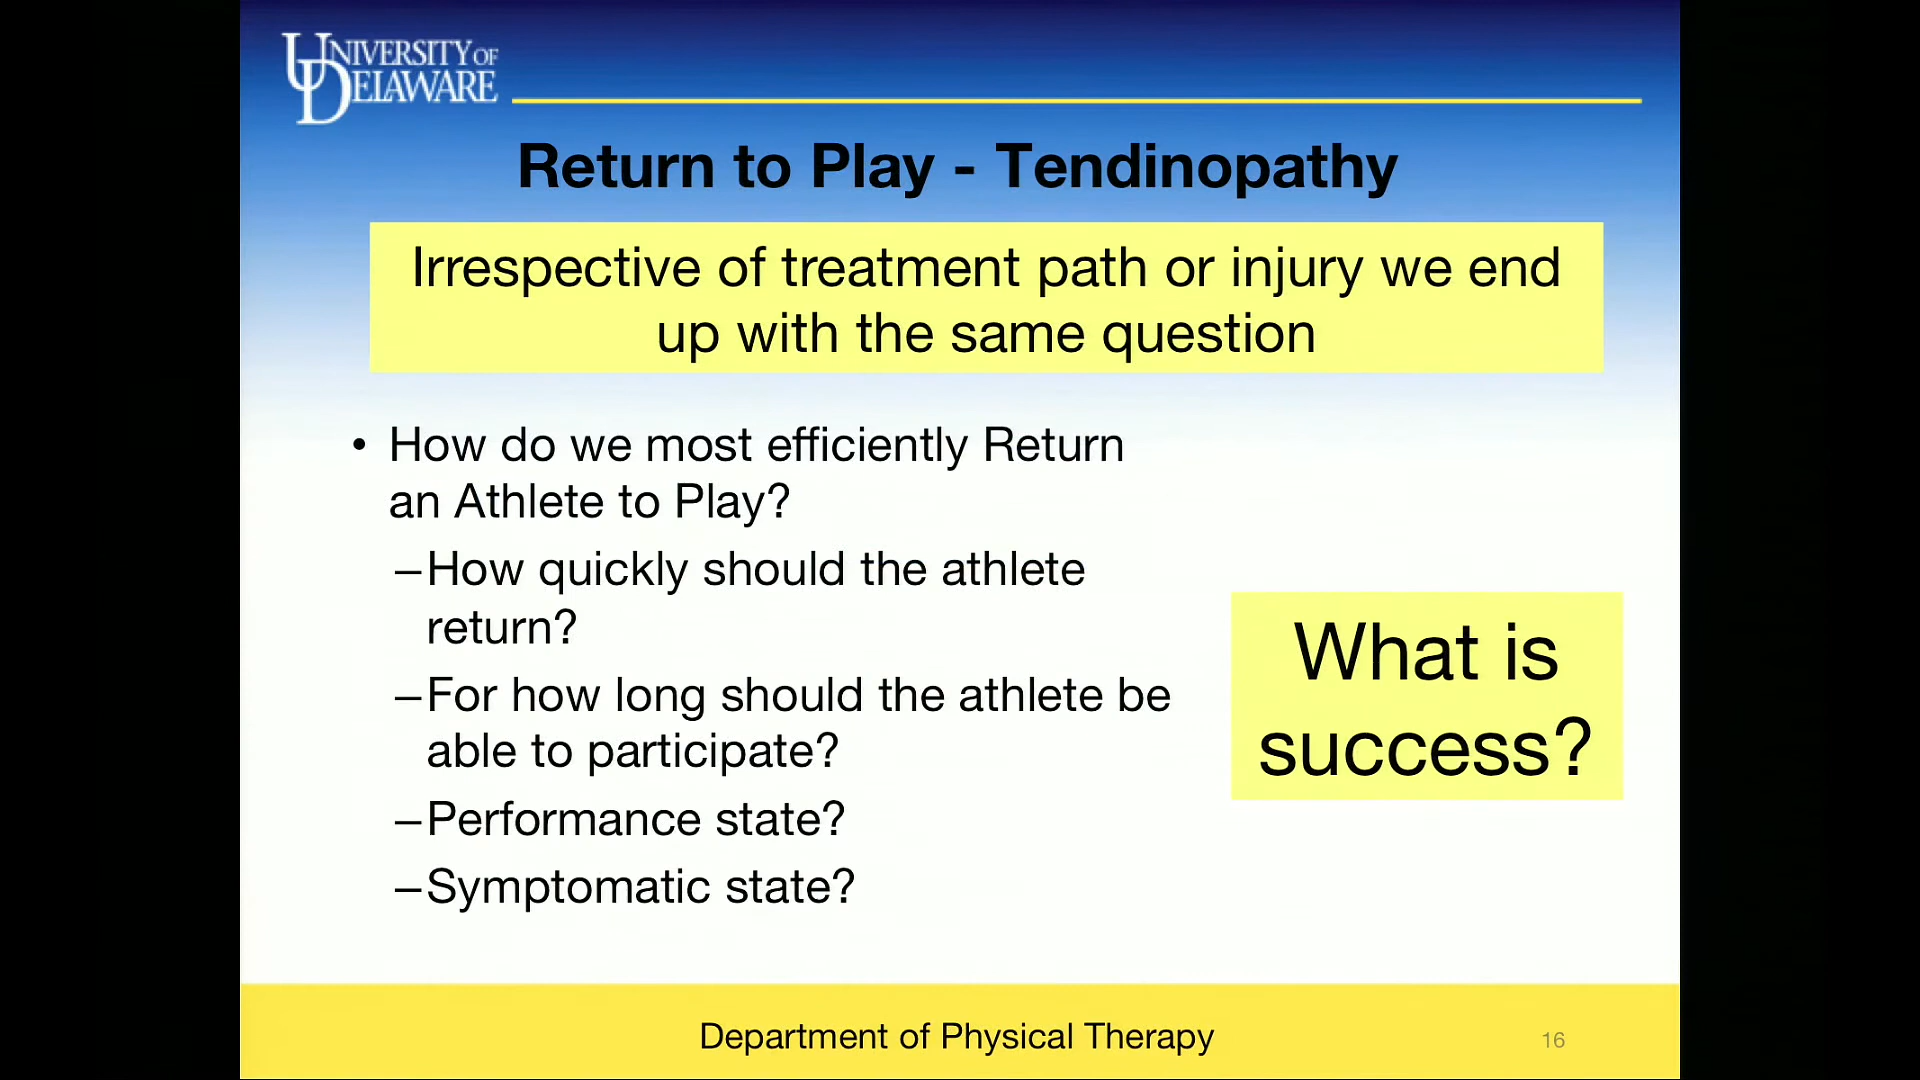 UNIVERSITY OF
DELAWARE
Return to Play - Tendinopathy
Irrespective of treatment path or injury we end
up with the same question
• How do we most efficiently Return
an Athlete to Play?
–How quickly should the athlete
return?
–For how long should the athlete be
able to participate?
–Performance state?
–Symptomatic state?
What is
success?
Department of Physical Therapy
16